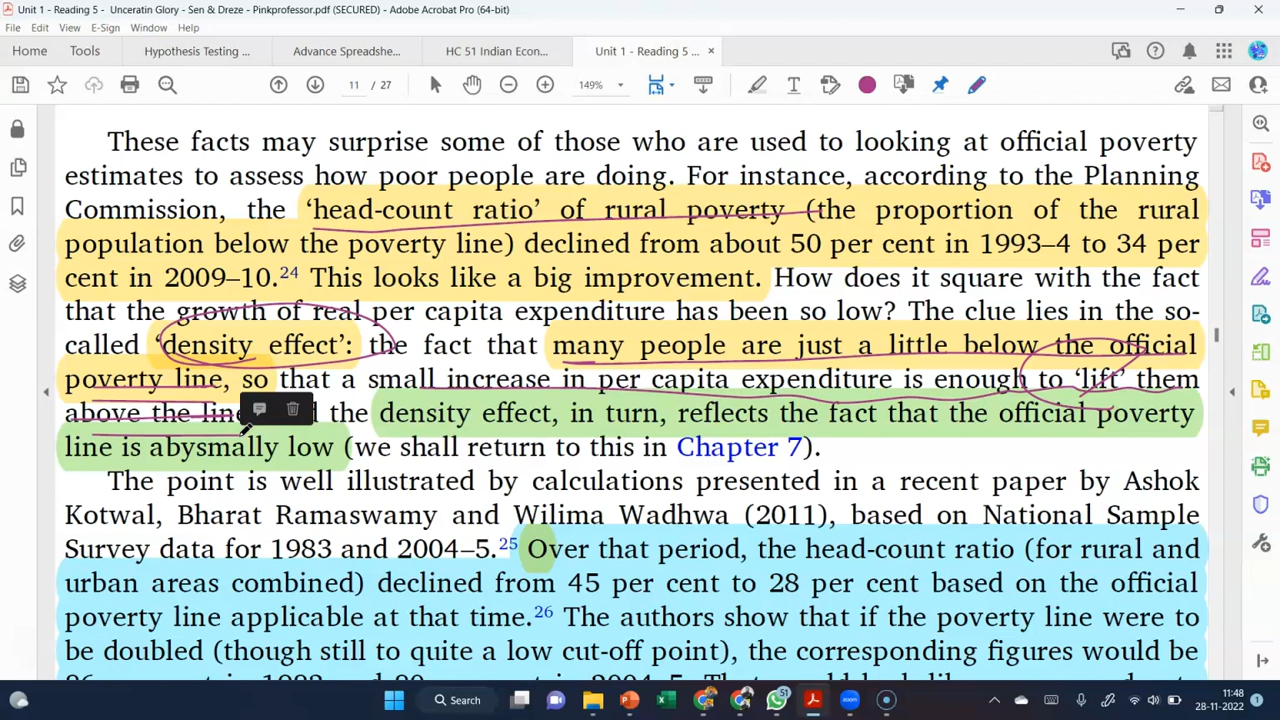 Unit 1 - Reading 5 - Unceratin Glory - Sen & Dreze - Pinkprofessor.pdf (SECURED) - Adobe Acrobat Pro (64-bit)
File Edit View E-Sign Window Help
Home Tools Hypothesis Testing ... Advance Spreadshe... HC 51 Indian Econ... Unit 1 - Reading 5 ... ×
11 / 27 149%
These facts may surprise some of those who are used to looking at official poverty
estimates to assess how poor people are doing. For instance, according to the Planning
Commission, the ‘head-count ratio’ of rural poverty (the proportion of the rural
population below the poverty line) declined from about 50 per cent in 1993–4 to 34 per
cent in 2009–10.24 This looks like a big improvement. How does it square with the fact
that the growth of real per capita expenditure has been so low? The clue lies in the so-
called ‘density effect’: the fact that many people are just a little below the official
poverty line, so that a small increase in per capita expenditure is enough to ‘lift’ them
above the line the density effect, in turn, reflects the fact that the official poverty
line is abysmally low (we shall return to this in Chapter 7).
The point is well illustrated by calculations presented in a recent paper by Ashok
Kotwal, Bharat Ramaswamy and Wilima Wadhwa (2011), based on National Sample
Survey data for 1983 and 2004–5.25 Over that period, the head-count ratio (for rural and
urban areas combined) declined from 45 per cent to 28 per cent based on the official
poverty line applicable at that time.26 The authors show that if the poverty line were to
be doubled (though still to quite a low cut-off point), the corresponding figures would be
Search 51 11:48
28-11-2022